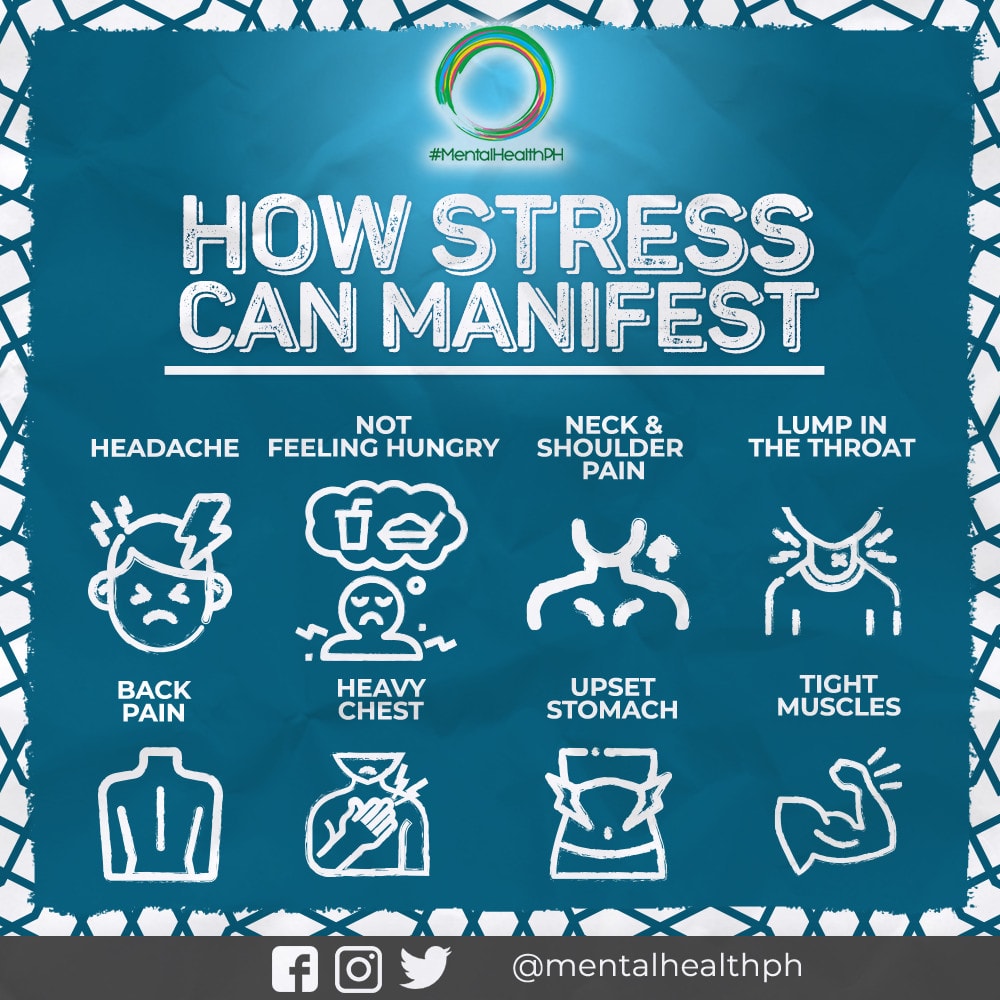 #MentalHealthPH
HOW STRESS
CAN MANIFEST
HEADACHE
NOT
FEELING HUNGRY
NECK &
SHOULDER
PAIN
LUMP IN
THE THROAT
BACK
PAIN
HEAVY
CHEST
UPSET
STOMACH
TIGHT
MUSCLES
@mentalhealthph